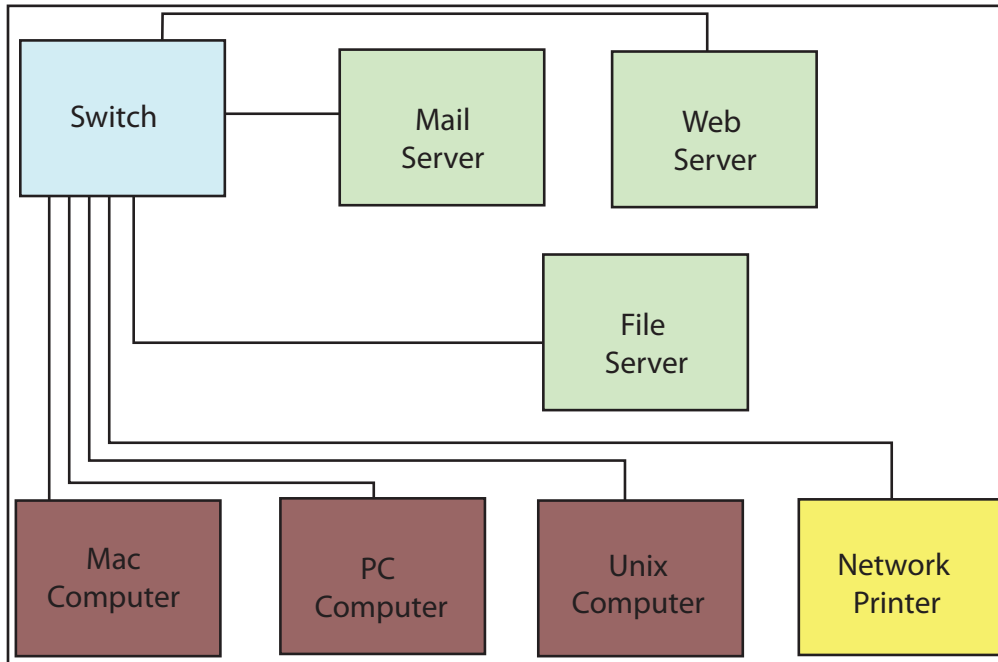 Switch
Mail
Server
Web
Server
File
Server
Mac
Computer
PC
Computer
Unix
Computer
Network
Printer